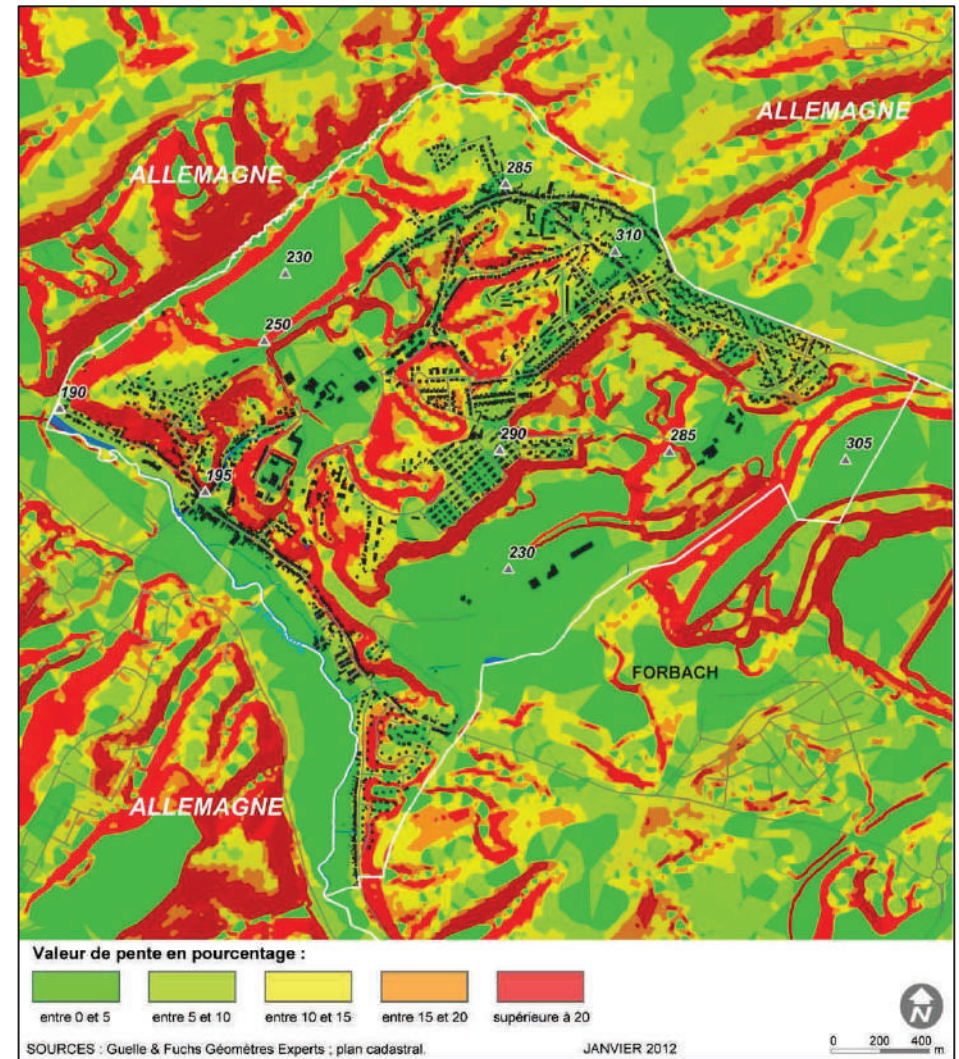 ALLEMAGNE
ALLEMAGNE
285
310
230
250
190
290
285
305
195
230
FORBACH
ALLEMAGNE
Valeur de pente en pourcentage :
entre 0 et 5 entre 5 et 10 entre 10 et 15 entre 15 et 20 supérieure à 20
N
SOURCES : Guelle & Fuchs Géomètres Experts ; plan cadastral. JANVIER 2012 0 200 400 m